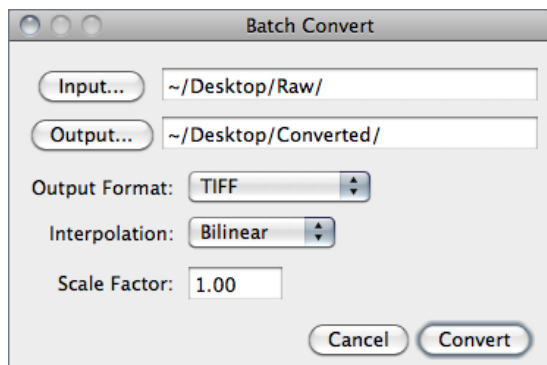 Batch Convert
Input... ~/Desktop/Raw/
Output... ~/Desktop/Converted/
Output Format: TIFF
Interpolation: Bilinear
Scale Factor: 1.00
Cancel Convert